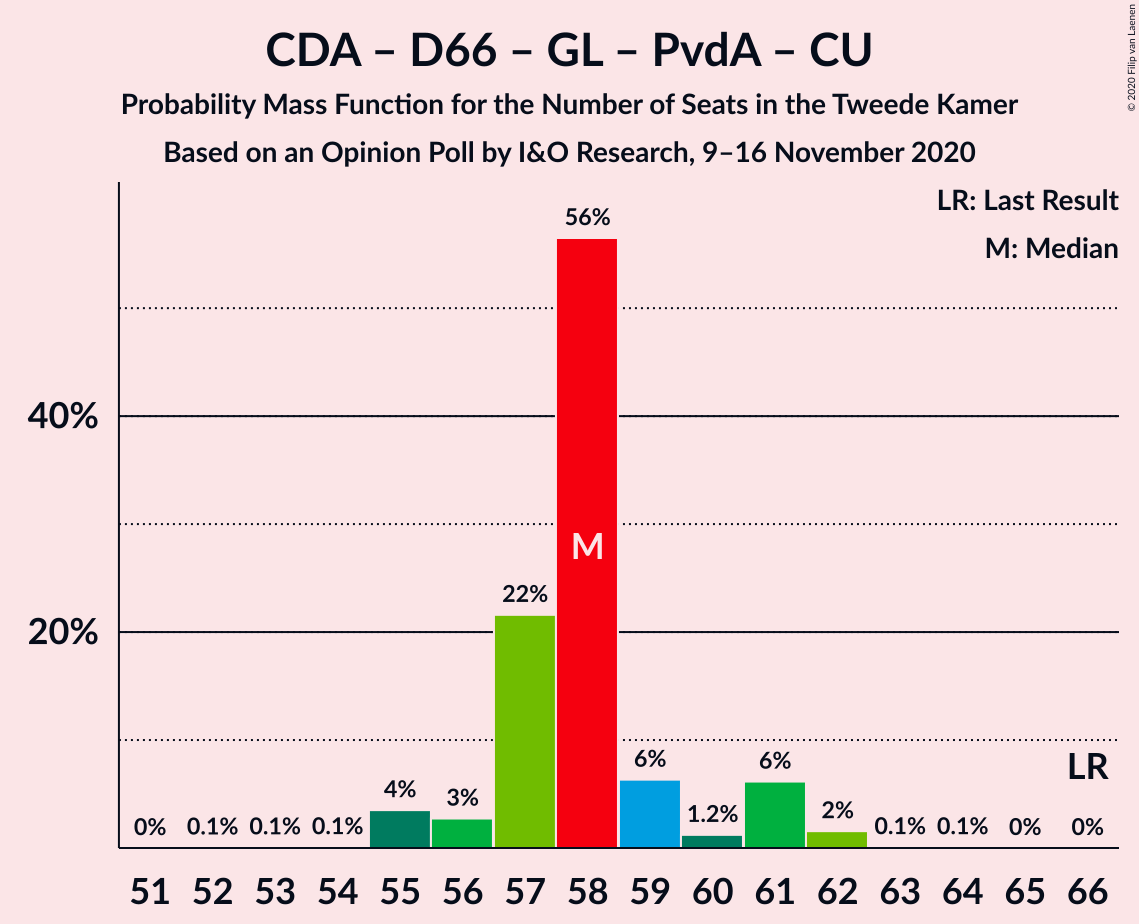 CDA – D66 – GL – PvdA – CU
Probability Mass Function for the Number of Seats in the Tweede Kamer
Based on an Opinion Poll by I&O Research, 9–16 November 2020
© 2020 Filip van Laenen
LR: Last Result
M: Median
56%
40%
M
22%
20%
6%
6%
LR
4%
3%
1.2%
2%
0%
0.1%
0.1%
0.1%
0.1%
0.1%
0%
0%
51 52 53 54 55 56 57 58 59 60 61 62 63 64 65 66